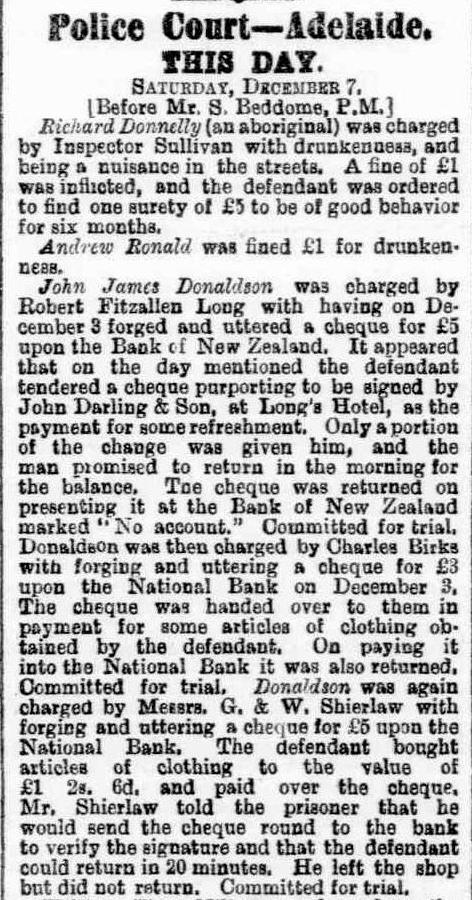 Police Court—Adelaide.
THIS DAY.
SATURDAY, DECEMBER 7.
[Before Mr. S. Beddome, P.M.]
Richard Donnelly (an aboriginal) was charged
by Inspector Sullivan with drunkenness, and
being a nuisance in the streets. A fine of £1
was inflicted, and the defendant was ordered
to find one surety of £5 to be of good behavior
for six months.
Andrew Ronald was fined £1 for drunken-
ness.
John James Donaldson was charged by
Robert Fitzallen Long with having on De-
cember 3 forged and uttered a cheque for £5
upon the Bank of New Zealand. It appeared
that on the day mentioned the defendant
tendered a cheque purporting to be signed by
John Darling & Son, at Long's Hotel, as the
payment for some refreshment. Only a portion
of the change was given him, and the
man promised to return in the morning for
the balance. Tne cheque was returned on
presenting it at the Bank of New Zealand
marked "No account." Committed for trial.
Donaldson was then charged by Charles Birks
with forging and uttering a cheque for £3
upon the National Bank on December 3.
The cheque was handed over to them in
payment for some articles of clothing ob-
tained by the defendant. On paying it
into the National Bank it was also returned.
Committed for trial. Donaldson was again
charged by Messrs. G. & W. Shierlaw with
forging and uttering a cheque for £5 upon the
National Bank. The defendant bought
articles of clothing to the value of
£1 2s. 6d. and paid over the cheque.
Mr. Shierlaw told the prisoner that he
would send the cheque round to the bank
to verify the signature and that the defendant
could return in 20 minutes. He left the shop
but did not return. Committed for trial.